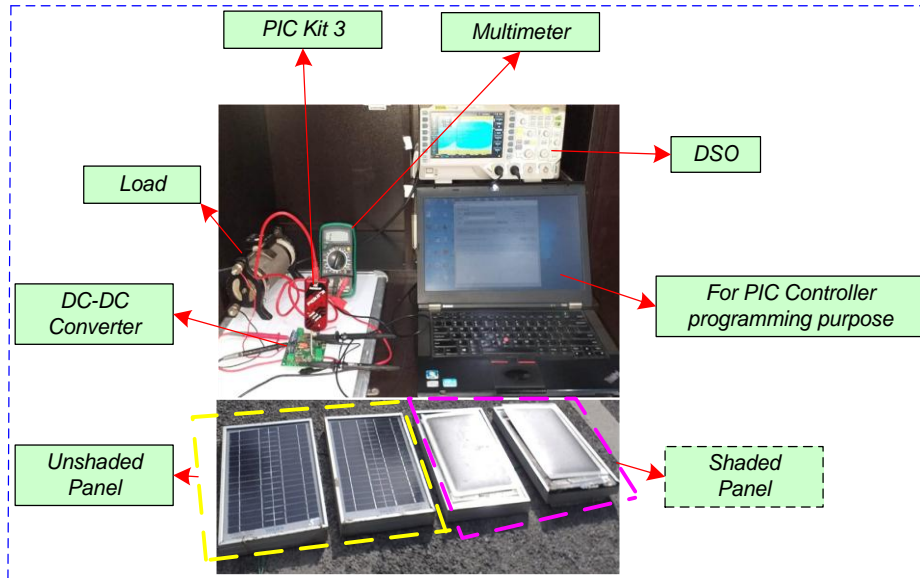 PIC Kit 3
Multimeter
DSO
Load
DC-DC
Converter
For PIC Controller
programming purpose
Unshaded
Panel
Shaded
Panel